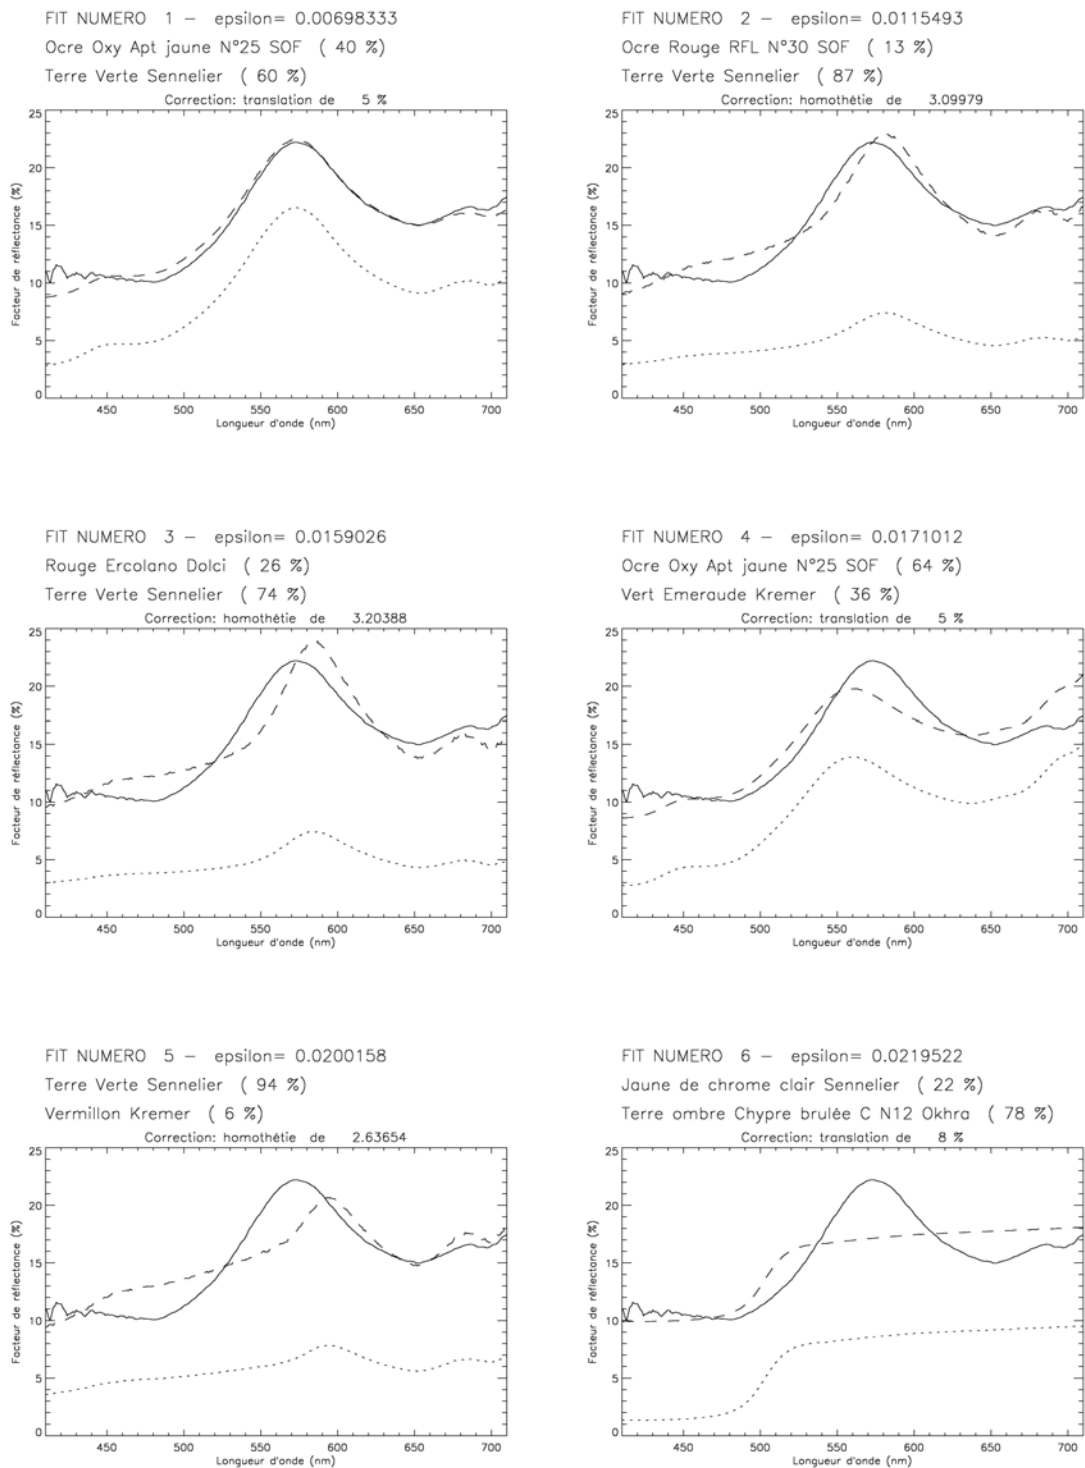 FIT NUMERO 1 – epsilon= 0.00698333
Ocre Oxy Apt jaune N°25 SOF ( 40 %)
Terre Verte Sennelier ( 60 %)
Correction: translation de 5 %
25
20
15
10
5
0
Facteur de réflectance (%)
450 500 550 600 650 700
Longueur d'onde (nm)
FIT NUMERO 2 – epsilon= 0.0115493
Ocre Rouge RFL N°30 SOF ( 13 %)
Terre Verte Sennelier ( 87 %)
Correction: homothétie de 3.09979
25
20
15
10
5
0
Facteur de réflectance (%)
450 500 550 600 650 700
Longueur d'onde (nm)
FIT NUMERO 3 – epsilon= 0.0159026
Rouge Ercolano Dolci ( 26 %)
Terre Verte Sennelier ( 74 %)
Correction: homothétie de 3.20388
25
20
15
10
5
0
Facteur de réflectance (%)
450 500 550 600 650 700
Longueur d'onde (nm)
FIT NUMERO 4 – epsilon= 0.0171012
Ocre Oxy Apt jaune N°25 SOF ( 64 %)
Vert Emeraude Kremer ( 36 %)
Correction: translation de 5 %
25
20
15
10
5
0
Facteur de réflectance (%)
450 500 550 600 650 700
Longueur d'onde (nm)
FIT NUMERO 5 – epsilon= 0.0200158
Terre Verte Sennelier ( 94 %)
Vermillon Kremer ( 6 %)
Correction: homothétie de 2.63654
25
20
15
10
5
0
Facteur de réflectance (%)
450 500 550 600 650 700
Longueur d'onde (nm)
FIT NUMERO 6 – epsilon= 0.0219522
Jaune de chrome clair Sennelier ( 22 %)
Terre ombre Chypre brulée C N12 Okhra ( 78 %)
Correction: translation de 8 %
25
20
15
10
5
0
Facteur de réflectance (%)
450 500 550 600 650 700
Longueur d'onde (nm)